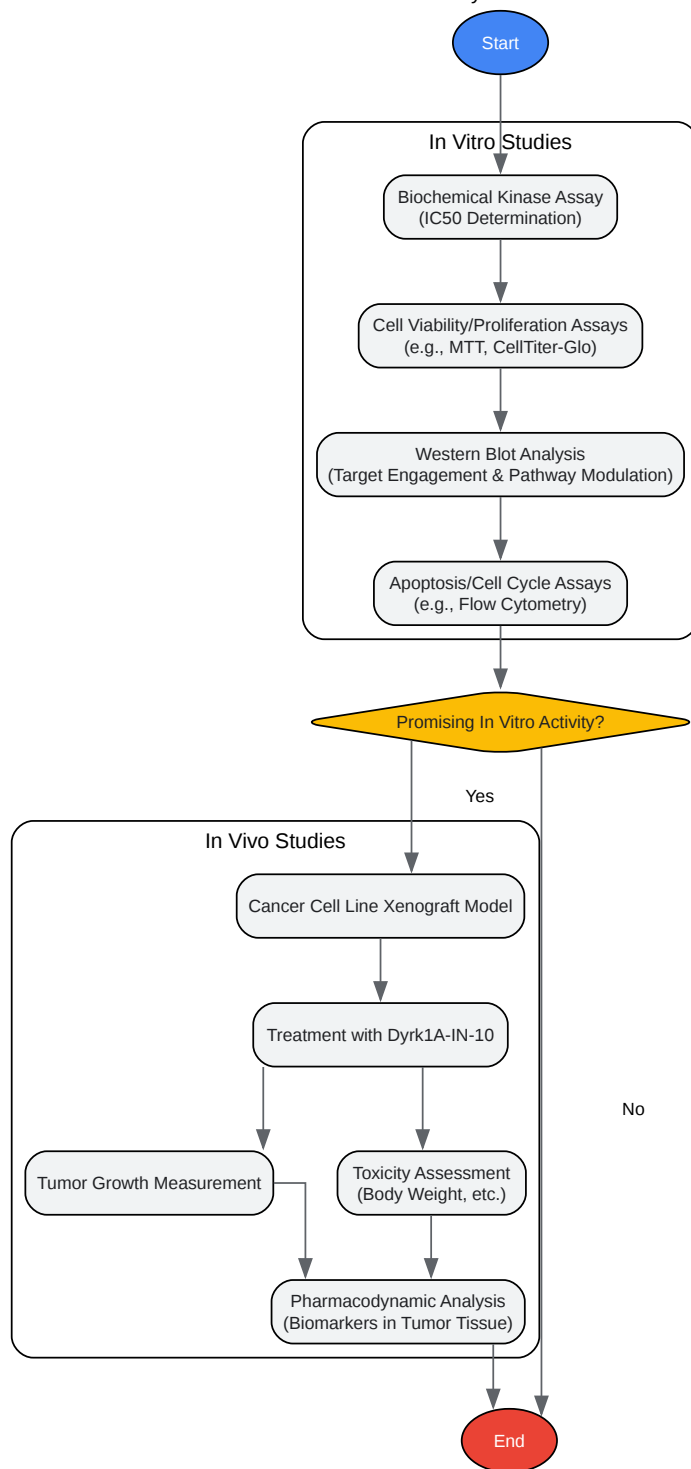 Start
In Vitro Studies
Biochemical Kinase Assay
(IC50 Determination)
Cell Viability/Proliferation Assays
(e.g., MTT, CellTiter-Glo)
Western Blot Analysis
(Target Engagement & Pathway Modulation)
Apoptosis/Cell Cycle Assays
(e.g., Flow Cytometry)
Promising In Vitro Activity?
Yes
In Vivo Studies
Cancer Cell Line Xenograft Model
Treatment with Dyrk1A-IN-10
No
Tumor Growth Measurement
Toxicity Assessment
(Body Weight, etc.)
Pharmacodynamic Analysis
(Biomarkers in Tumor Tissue)
End